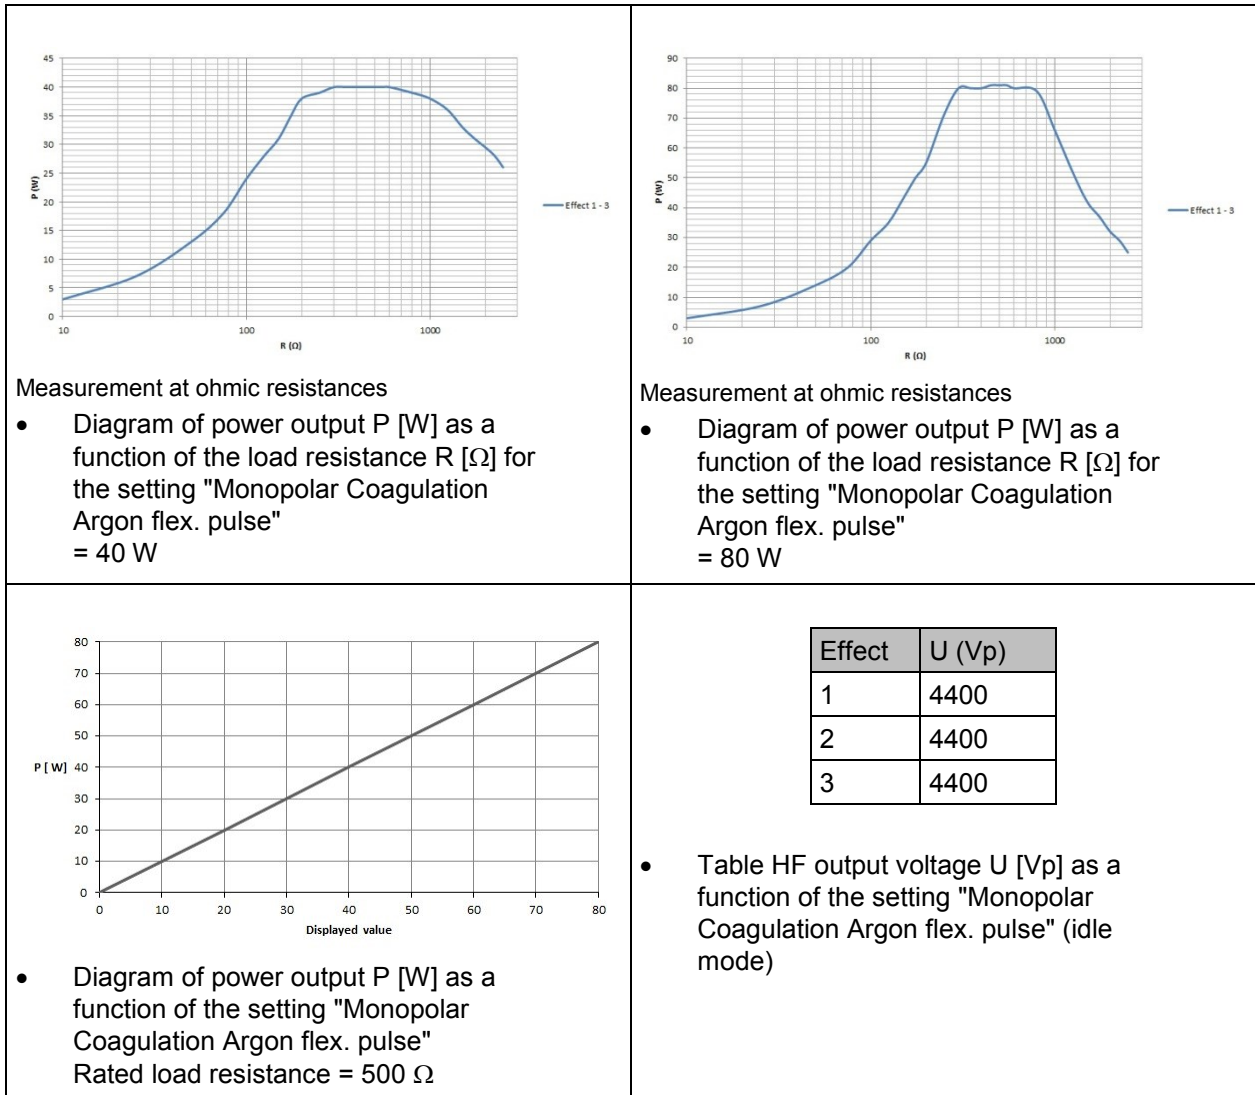 45
40
35
30
25
20
15
10
5
0
P (W)
10 100 1000
R (Ω)
Effect 1 - 3
Measurement at ohmic resistances
• Diagram of power output P [W] as a
function of the load resistance R [Ω] for
the setting "Monopolar Coagulation
Argon flex. pulse"
= 40 W
90
80
70
60
50
40
30
20
10
0
P (W)
10 100 1000
R (Ω)
Effect 1 - 3
Measurement at ohmic resistances
• Diagram of power output P [W] as a
function of the load resistance R [Ω] for
the setting "Monopolar Coagulation
Argon flex. pulse"
= 80 W
80
70
60
50
P [ W] 40
30
20
10
0
0 10 20 30 40 50 60 70 80
Displayed value
• Diagram of power output P [W] as a
function of the setting "Monopolar
Coagulation Argon flex. pulse"
Rated load resistance = 500 Ω
Effect U (Vp)
1 4400
2 4400
3 4400
• Table HF output voltage U [Vp] as a
function of the setting "Monopolar
Coagulation Argon flex. pulse" (idle
mode)